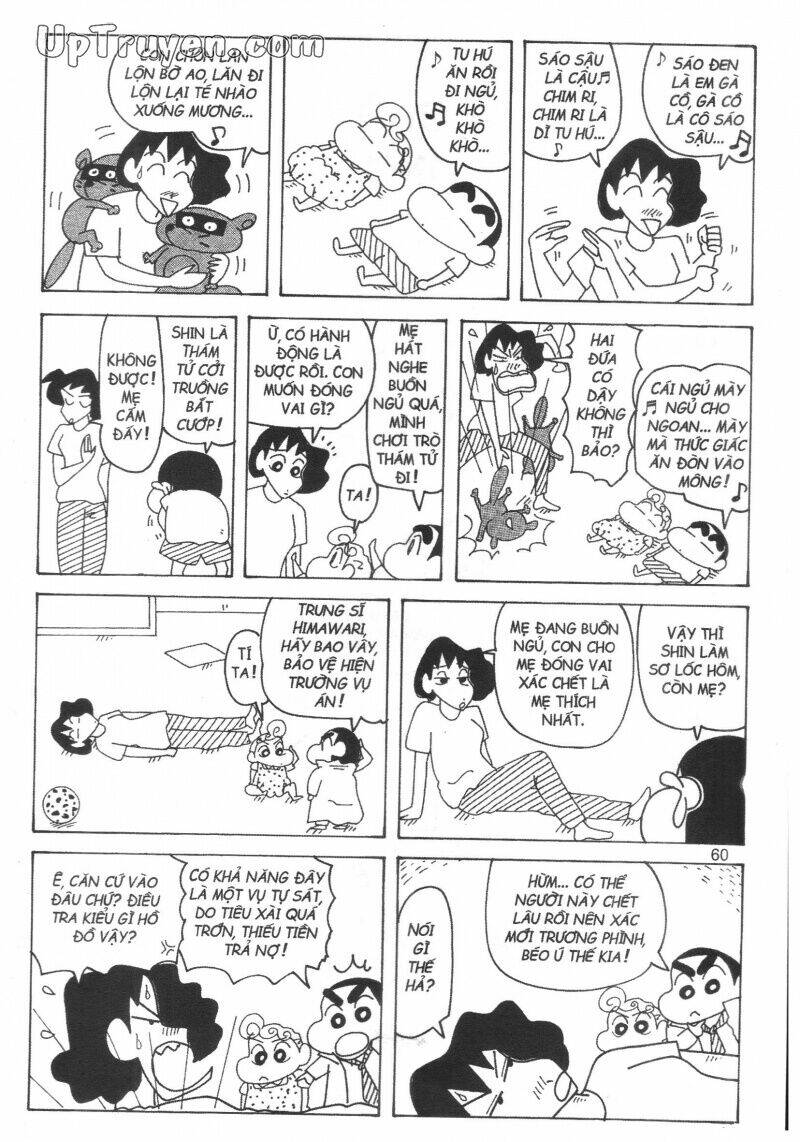 UpTruyen.com
SÁO ĐEN
LÀ EM GÀ
CỒ, GÀ CỒ
LÀ CÔ SÁO
SẬU...
SÁO SẬU
LÀ CẬU
CHIM RI,
CHIM RI LÀ
DÌ TU HÚ...
TU HÚ
ĂN RỒI
ĐI NGỦ,
KHÒ
KHÒ
KHÒ...
CON CHỒN LĂN
LỘN BỜ AO, LĂN ĐI
LỘN LẠI TÉ NHÀO
XUỐNG MƯƠNG...
CÁI NGỦ MÀY
NGỦ CHO
NGOAN... MÀY
MÀ THỨC GIẤC
ĂN ĐÒN VÀO
MÔNG!
HAI
ĐỨA
CÓ
DẬY
KHÔNG
THÌ
BẢO?
MẸ
HÁT
NGHE
BUỒN
NGỦ QUÁ,
MÌNH
CHƠI TRÒ
THÁM TỬ
ĐI!
TA!
Ừ, CÓ HÀNH
ĐỘNG LÀ
ĐƯỢC RỒI. CON
MUỐN ĐÓNG
VAI GÌ?
SHIN LÀ
THÁM
TỬ CỞI
TRUỒNG
BẮT
CƯỚP!
KHÔNG
ĐƯỢC!
MẸ
CẤM
ĐẤY!
VẬY THÌ
SHIN LÀM
SƠ LỐC HÔM,
CÒN MẸ?
MẸ ĐANG BUỒN
NGỦ, CON CHO
MẸ ĐÓNG VAI
XÁC CHẾT LÀ
MẸ THÍCH
NHẤT.
TRUNG SĨ
HIMAWARI,
HÃY BAO VÂY,
BẢO VỆ HIỆN
TRƯỜNG VỤ
ÁN!
TÍ
TA!
60
HỪM... CÓ THỂ
NGƯỜI NÀY CHẾT
LÂU RỒI NÊN XÁC
MỚI TRƯƠNG PHÌNH,
BÉO Ú THẾ KIA!
NÓI
GÌ
THẾ
HẢ?
CÓ KHẢ NĂNG ĐÂY
LÀ MỘT VỤ TỰ SÁT,
DO TIÊU XÀI QUÁ
TRỚN, THIẾU TIỀN
TRẢ NỢ!
Ê, CĂN CỨ VÀO
ĐÂU CHỨ? ĐIỀU
TRA KIỂU GÌ HỒ
ĐỒ VẬY?